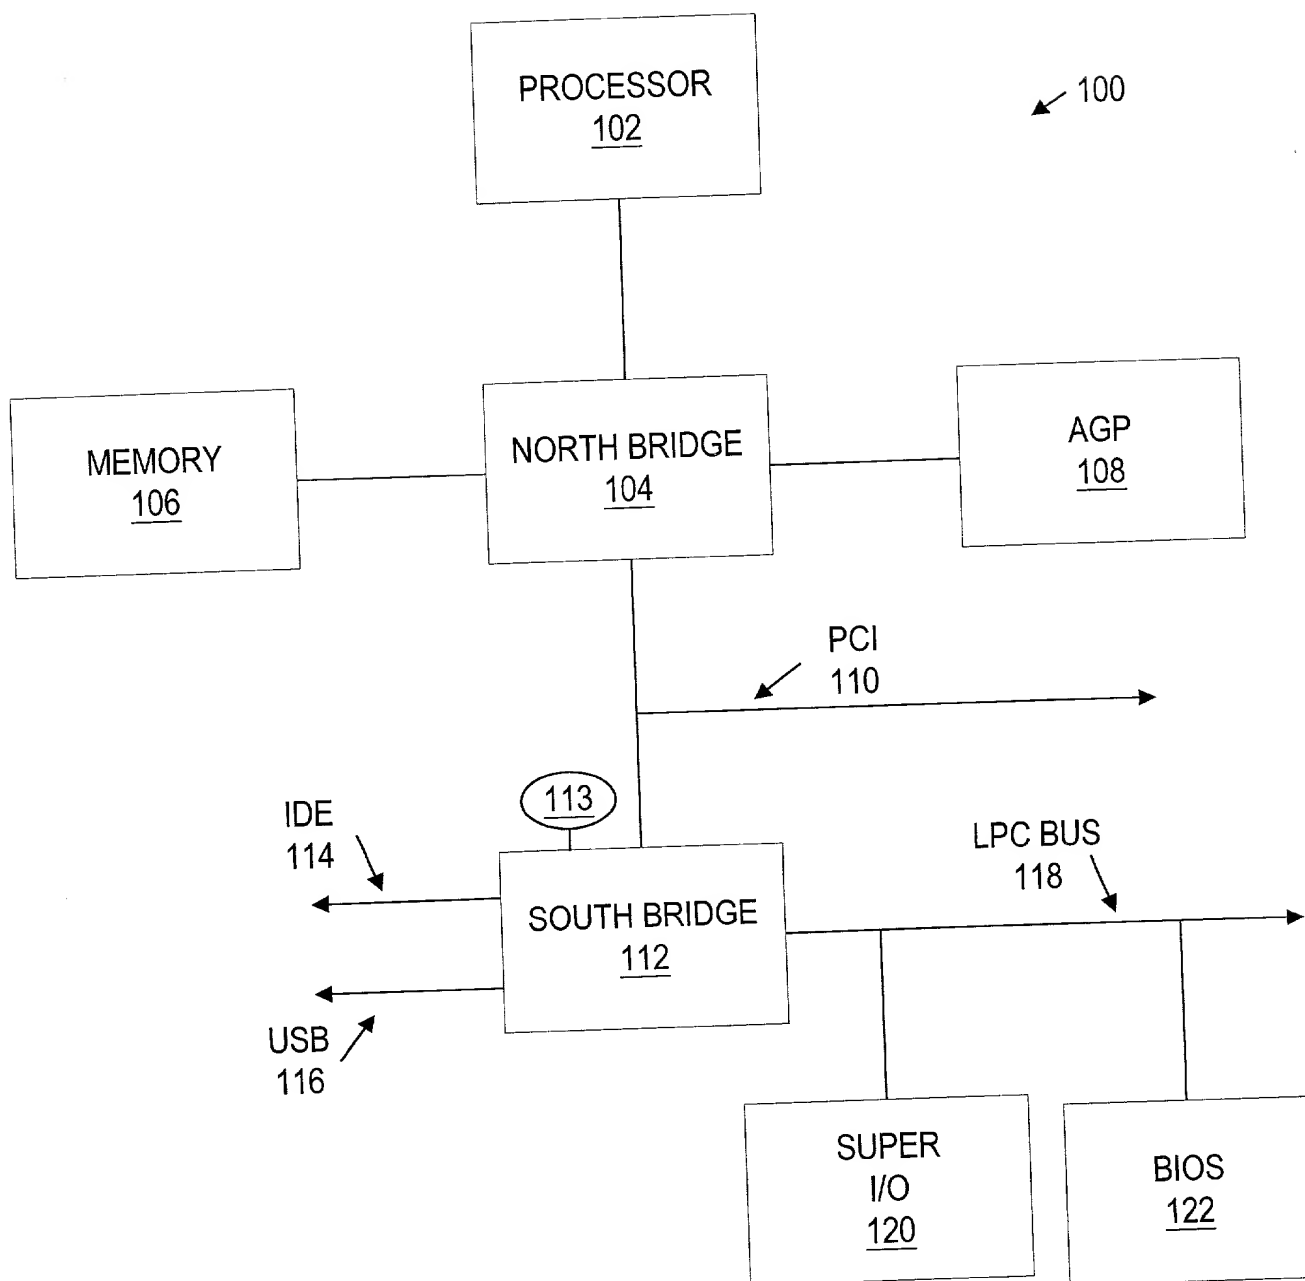 PROCESSOR
102
100
MEMORY
106
NORTH BRIDGE
104
AGP
108
PCI
110
113
IDE
114
LPC BUS
118
SOUTH BRIDGE
112
USB
116
SUPER
I/O
120
BIOS
122